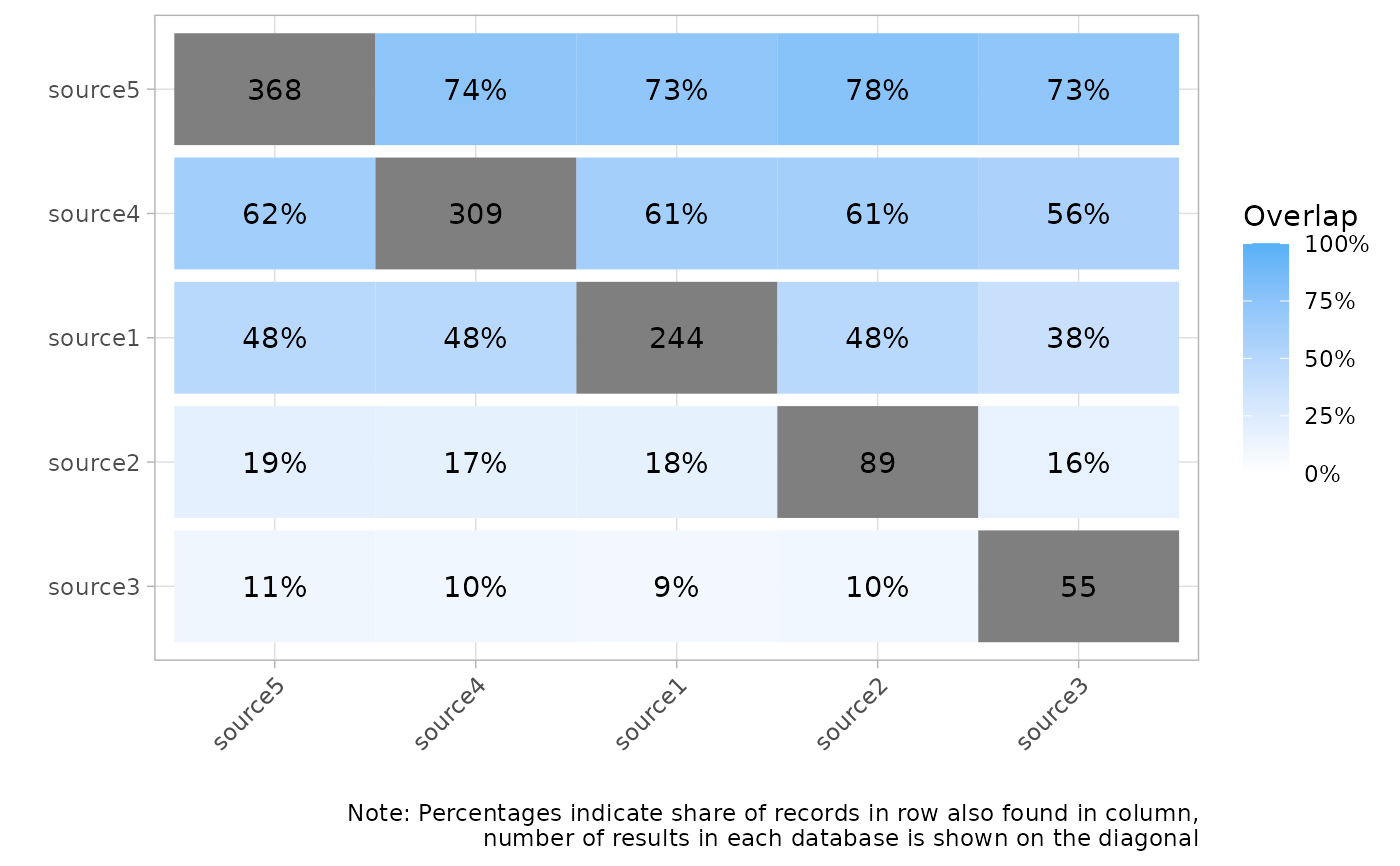 source5 368 74% 73% 78% 73%
source4 62% 309 61% 61% 56%
source1 48% 48% 244 48% 38%
source2 19% 17% 18% 89 16%
source3 11% 10% 9% 10% 55
source5 source4 source1 source2 source3
Overlap
100%
75%
50%
25%
0%
Note: Percentages indicate share of records in row also found in column,
number of results in each database is shown on the diagonal